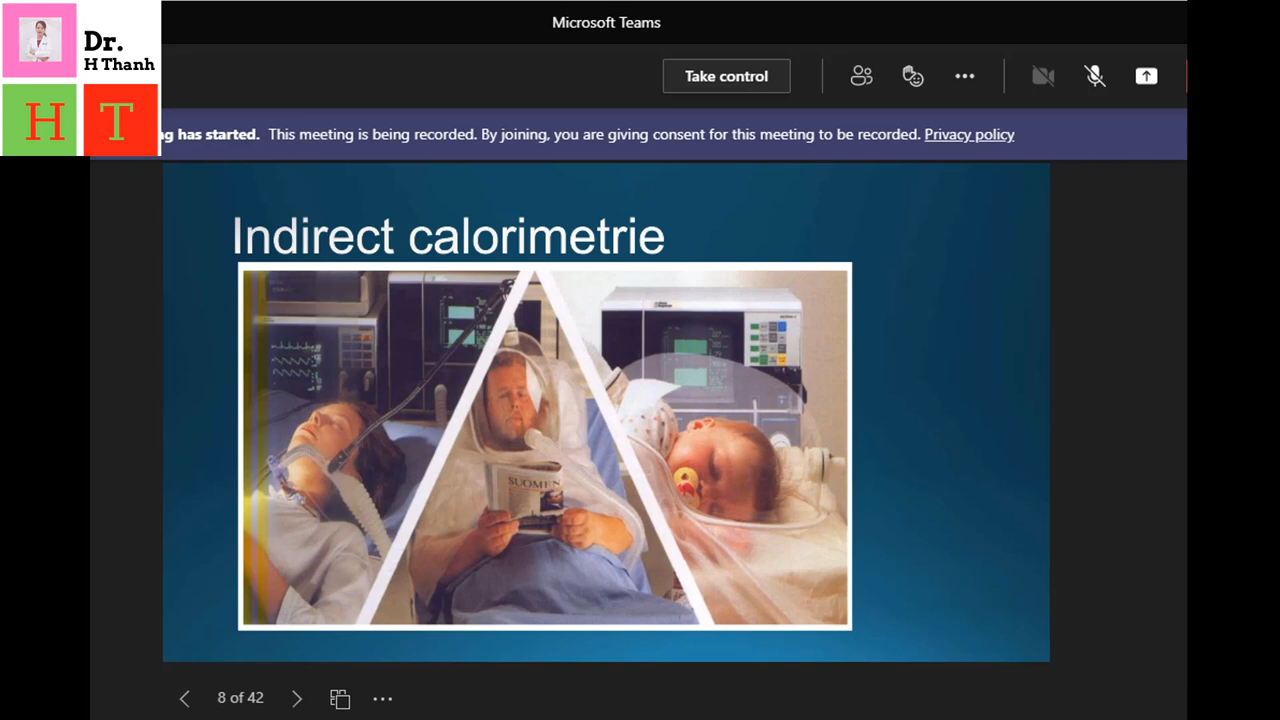 Microsoft Teams
Dr.
H Thanh
H T
Take control
ng has started. This meeting is being recorded. By joining, you are giving consent for this meeting to be recorded. Privacy policy
Indirect calorimetrie
SUOMEN
8 of 42